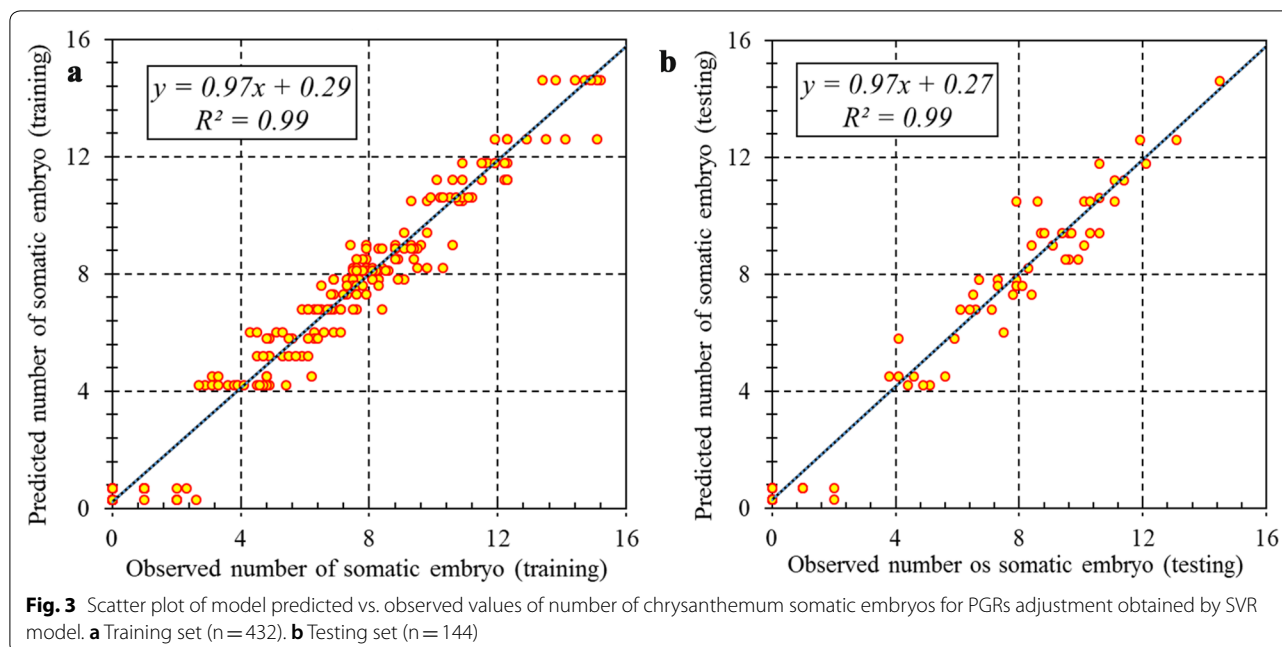 a
y = 0.97x + 0.29
R² = 0.99
Predicted number of somatic embryo (training)
16
12
8
4
0
0 4 8 12 16
Observed number of somatic embryo (training)
b
y = 0.97x + 0.27
R² = 0.99
Predicted number of somatic embryo (testing)
16
12
8
4
0
0 4 8 12 16
Observed number os somatic embryo (testing)
Fig. 3 Scatter plot of model predicted vs. observed values of number of chrysanthemum somatic embryos for PGRs adjustment obtained by SVR
model. a Training set (n = 432). b Testing set (n = 144)